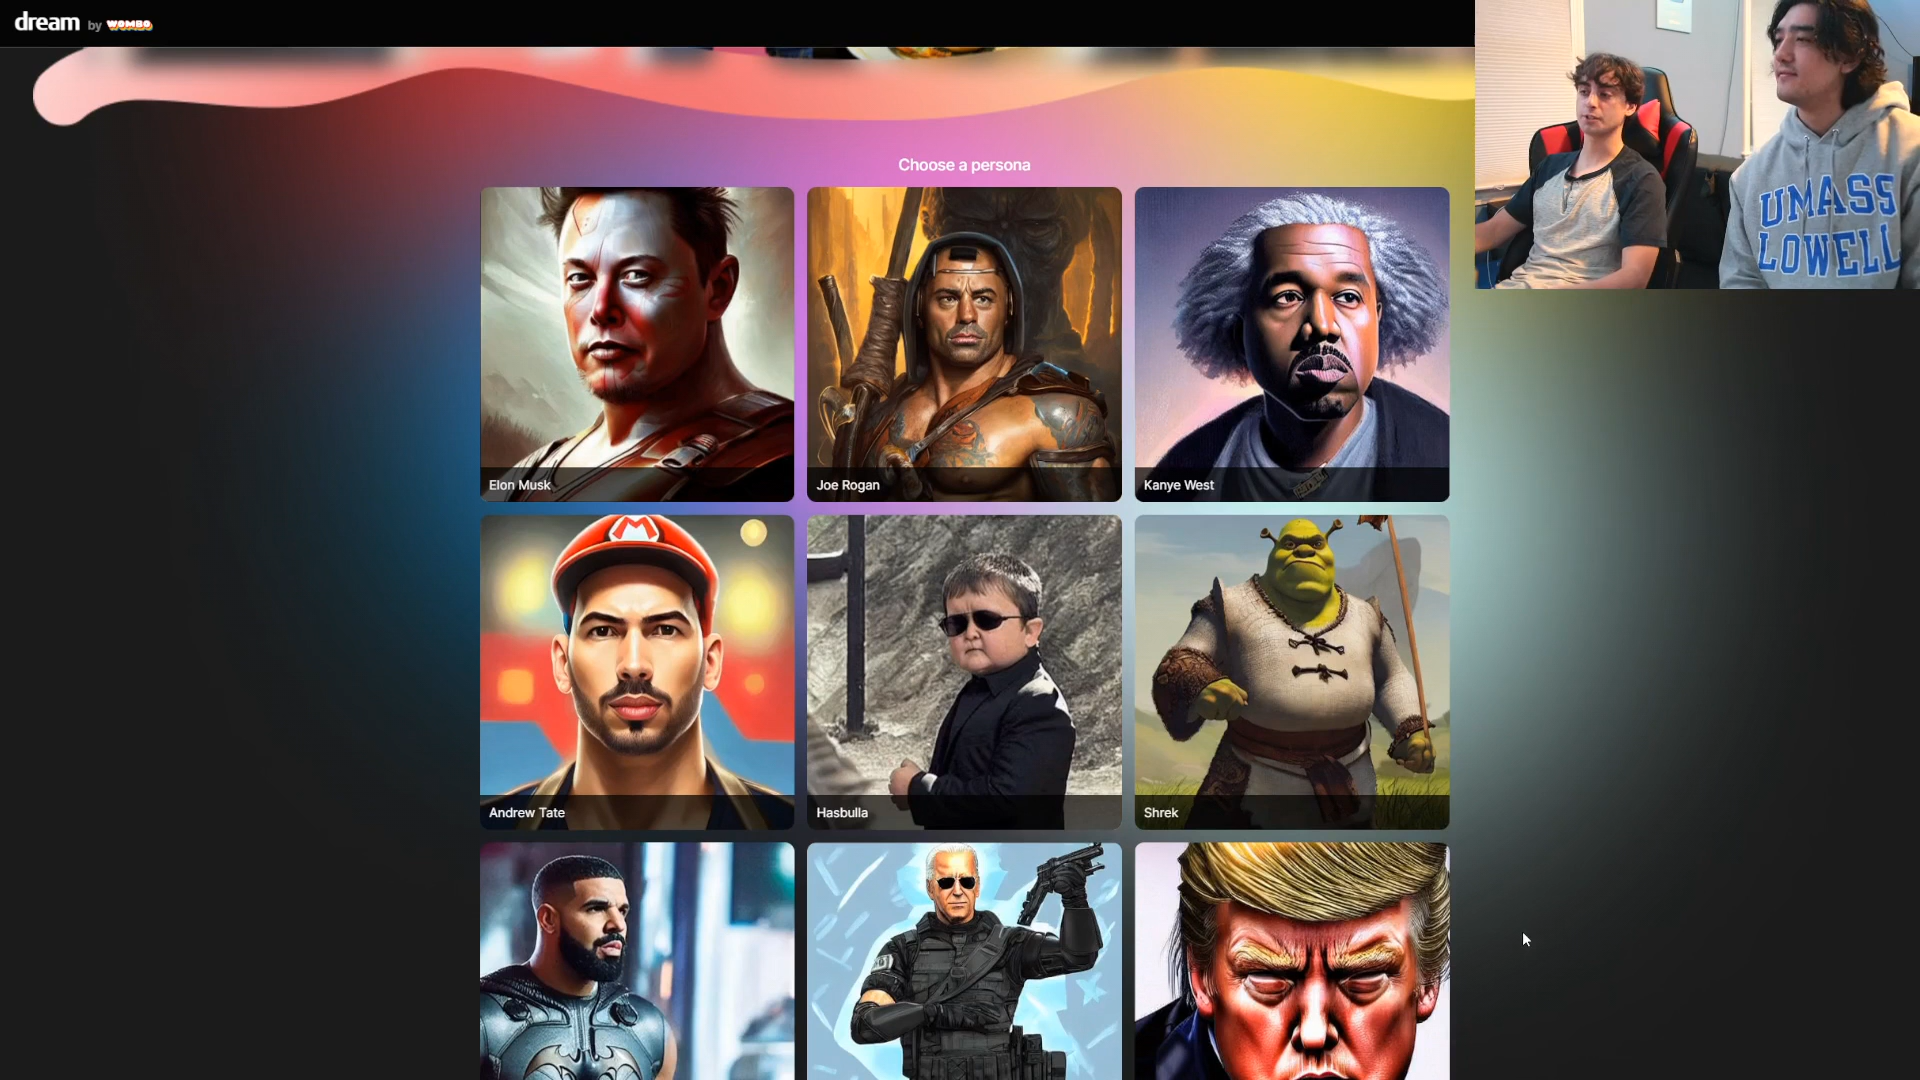 dream by WOMBO
Choose a persona
Elon Musk
Joe Rogan
Kanye West
Andrew Tate
Hasbulla
Shrek
M
UMASS
LOWELL